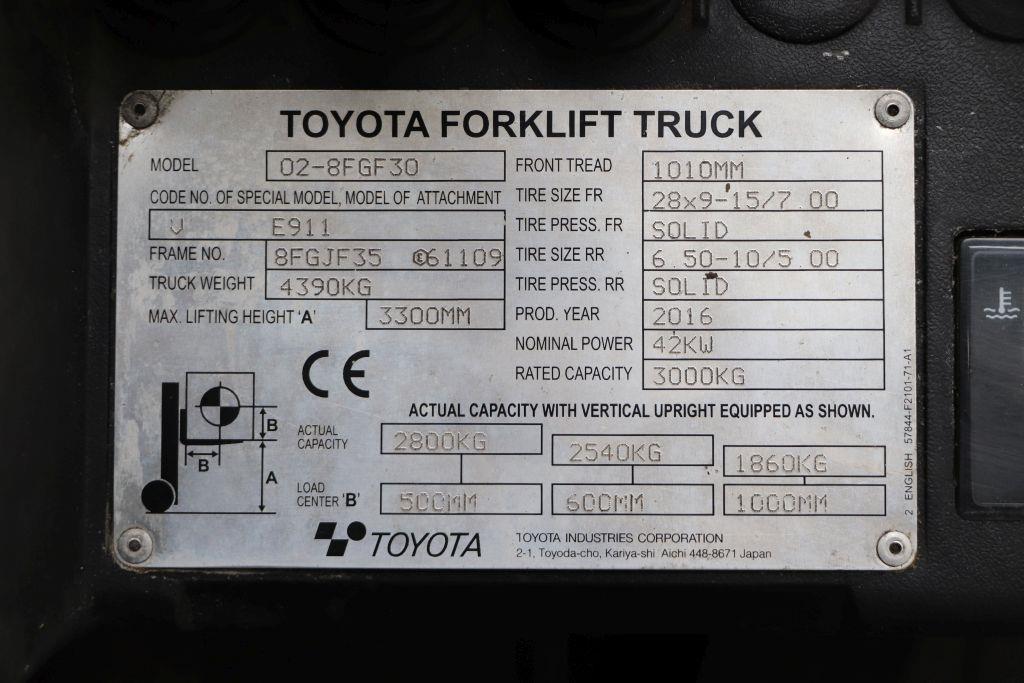 TOYOTA FORKLIFT TRUCK
MODEL 02-8FGF30
CODE NO. OF SPECIAL MODEL, MODEL OF ATTACHMENT
V E911
FRAME NO. 8FGJF35 Ⓔ61109
TRUCK WEIGHT 4390KG
MAX. LIFTING HEIGHT 'A' 3300MM
FRONT TREAD 1010MM
TIRE SIZE FR 28x9-15/7.00
TIRE PRESS. FR SOLID
TIRE SIZE RR 6.50-10/5.00
TIRE PRESS. RR SOLID
PROD. YEAR 2016
NOMINAL POWER 42KW
RATED CAPACITY 3000KG
CE
ACTUAL CAPACITY WITH VERTICAL UPRIGHT EQUIPPED AS SHOWN.
B
B
A
ACTUAL
CAPACITY
2800KG 2540KG 1860KG
LOAD
CENTER 'B'
500MM 600MM 1000MM
TOYOTA
TOYOTA INDUSTRIES CORPORATION
2-1, Toyoda-cho, Kariya-shi Aichi 448-8671 Japan
2 ENGLISH 57844-F2101-71-A1